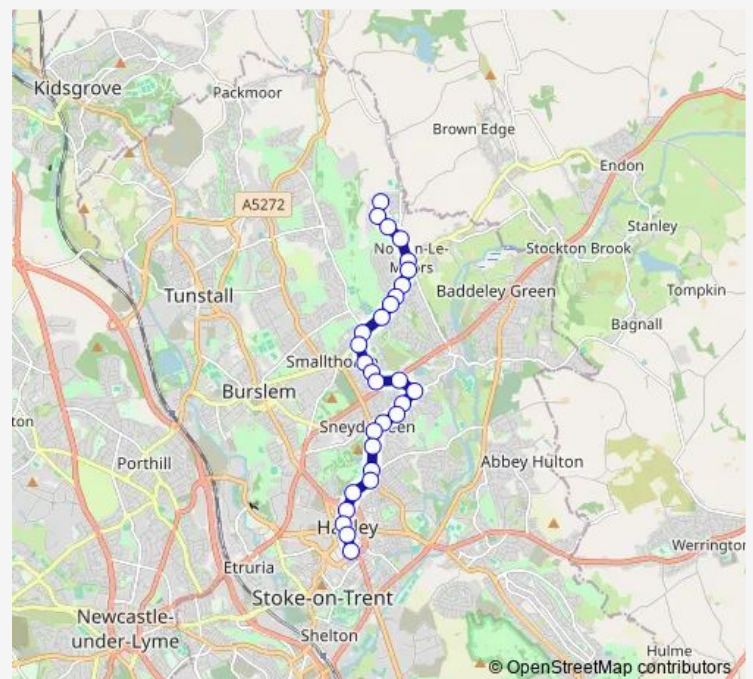 Kidsgrove
Packmoor
Brown Edge
Endon
A5272
Stanley
Stockton Brook
Tunstall
Baddeley Green
Tompkin
Bagnall
Burslem
Porthill
Abbey Hulton
Werrington
Etruria
Stoke-on-Trent
Newcastle-
under-Lyme
Shelton
Hulme
© OpenStreetMap contributors